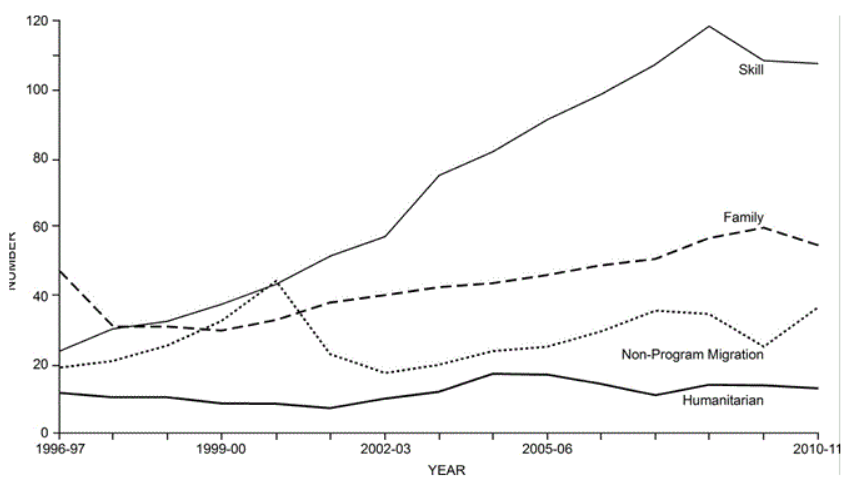 120
100
80
60
40
20
0
NUMBER
Skill
Family
Non-Program Migration
Humanitarian
1996-97 1999-00 2002-03 2005-06 2010-11
YEAR